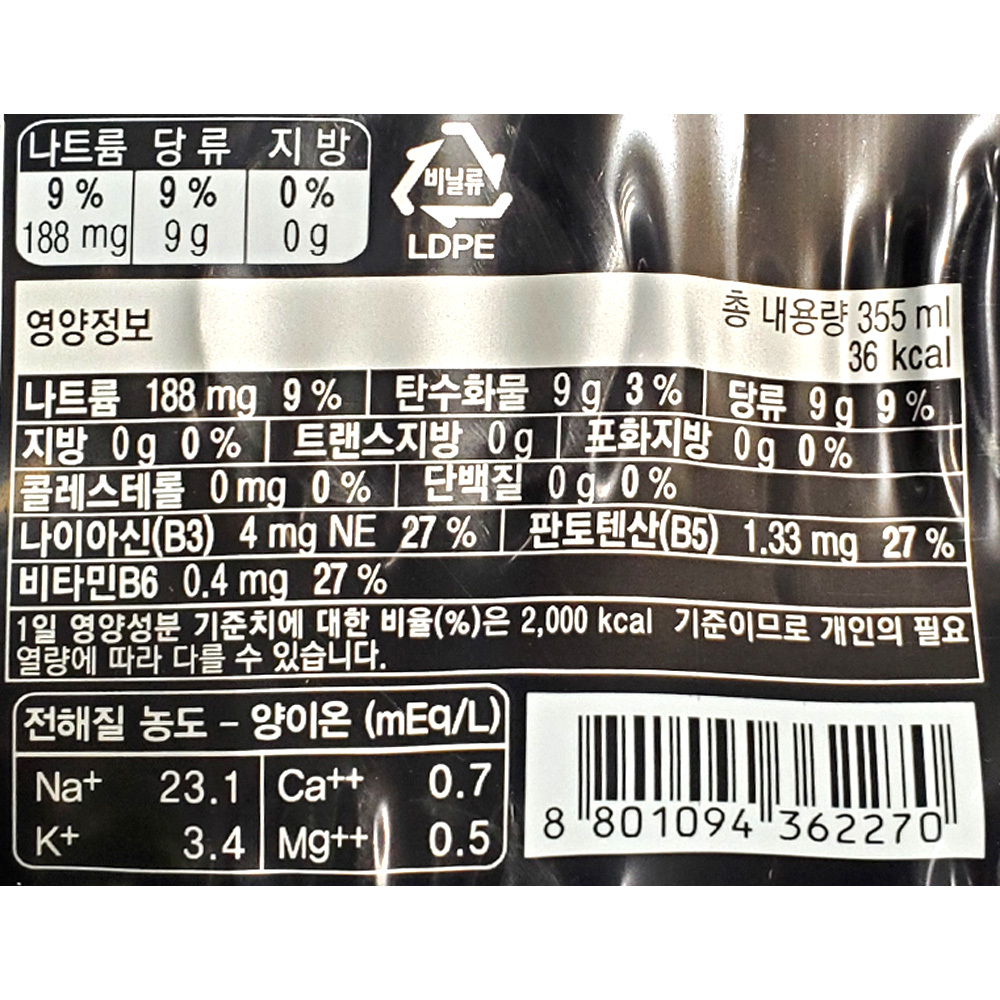 나트륨 당류 지방
9 % 9 % 0 %
188 mg 9 g 0 g
비닐류
LDPE
영양정보
총 내용량 355 ml
36 kcal
나트륨 188 mg 9 % 탄수화물 9 g 3 % 당류 9 g 9 %
지방 0 g 0 % 트랜스지방 0 g 포화지방 0 g 0 %
콜레스테롤 0 mg 0 % 단백질 0 g 0 %
나이아신(B3) 4 mg NE 27 % 판토텐산(B5) 1.33 mg 27 %
비타민B6 0.4 mg 27 %
1일 영양성분 기준치에 대한 비율(%)은 2,000 kcal 기준이므로 개인의 필요
열량에 따라 다를 수 있습니다.
전해질 농도 – 양이온 (mEq/L)
Na+ 23.1 Ca++ 0.7
K+ 3.4 Mg++ 0.5
8 801094 362270